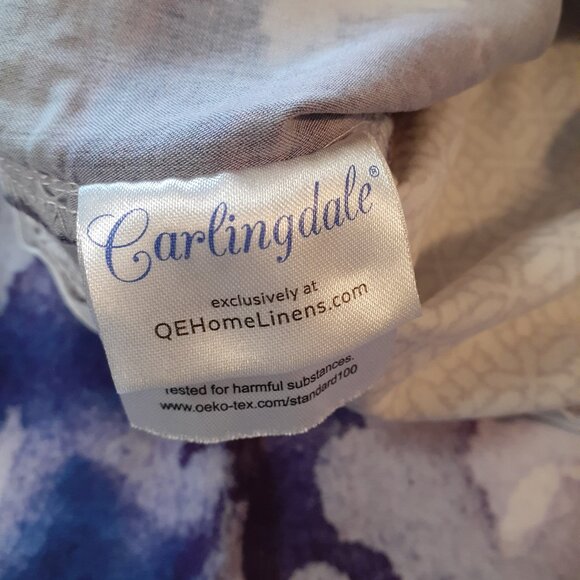 Carlingdale®
exclusively at
QEHomeLinens.com
Tested for harmful substances.
www.oeko-tex.com/standard100